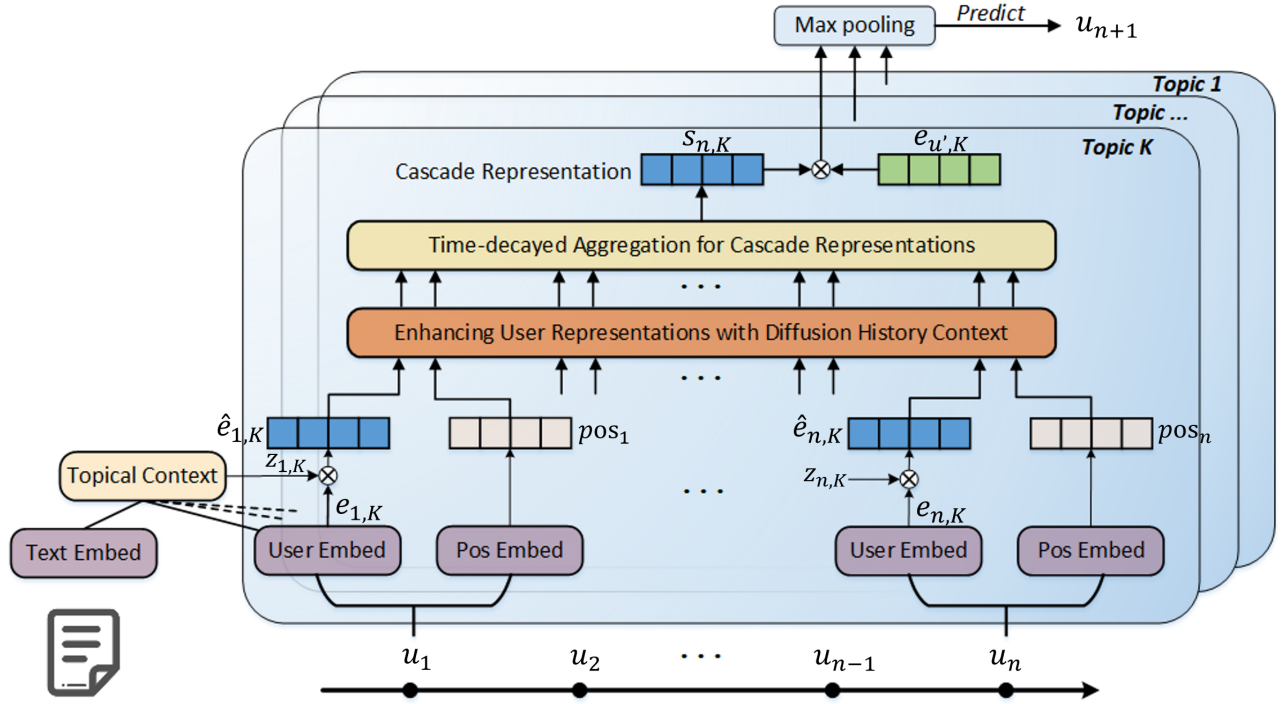 Max pooling
Predict
u_{n+1}
Topic 1
Topic ...
Topic K
s_{n,K}
e_{u',K}
Cascade Representation
Time-decayed Aggregation for Cascade Representations
...
Enhancing User Representations with Diffusion History Context
...
ê_{1,K}
pos_1
ê_{n,K}
pos_n
z_{1,K}
Topical Context
z_{n,K}
...
e_{1,K}
e_{n,K}
Text Embed
User Embed
Pos Embed
User Embed
Pos Embed
u_1
u_2
...
u_{n-1}
u_n